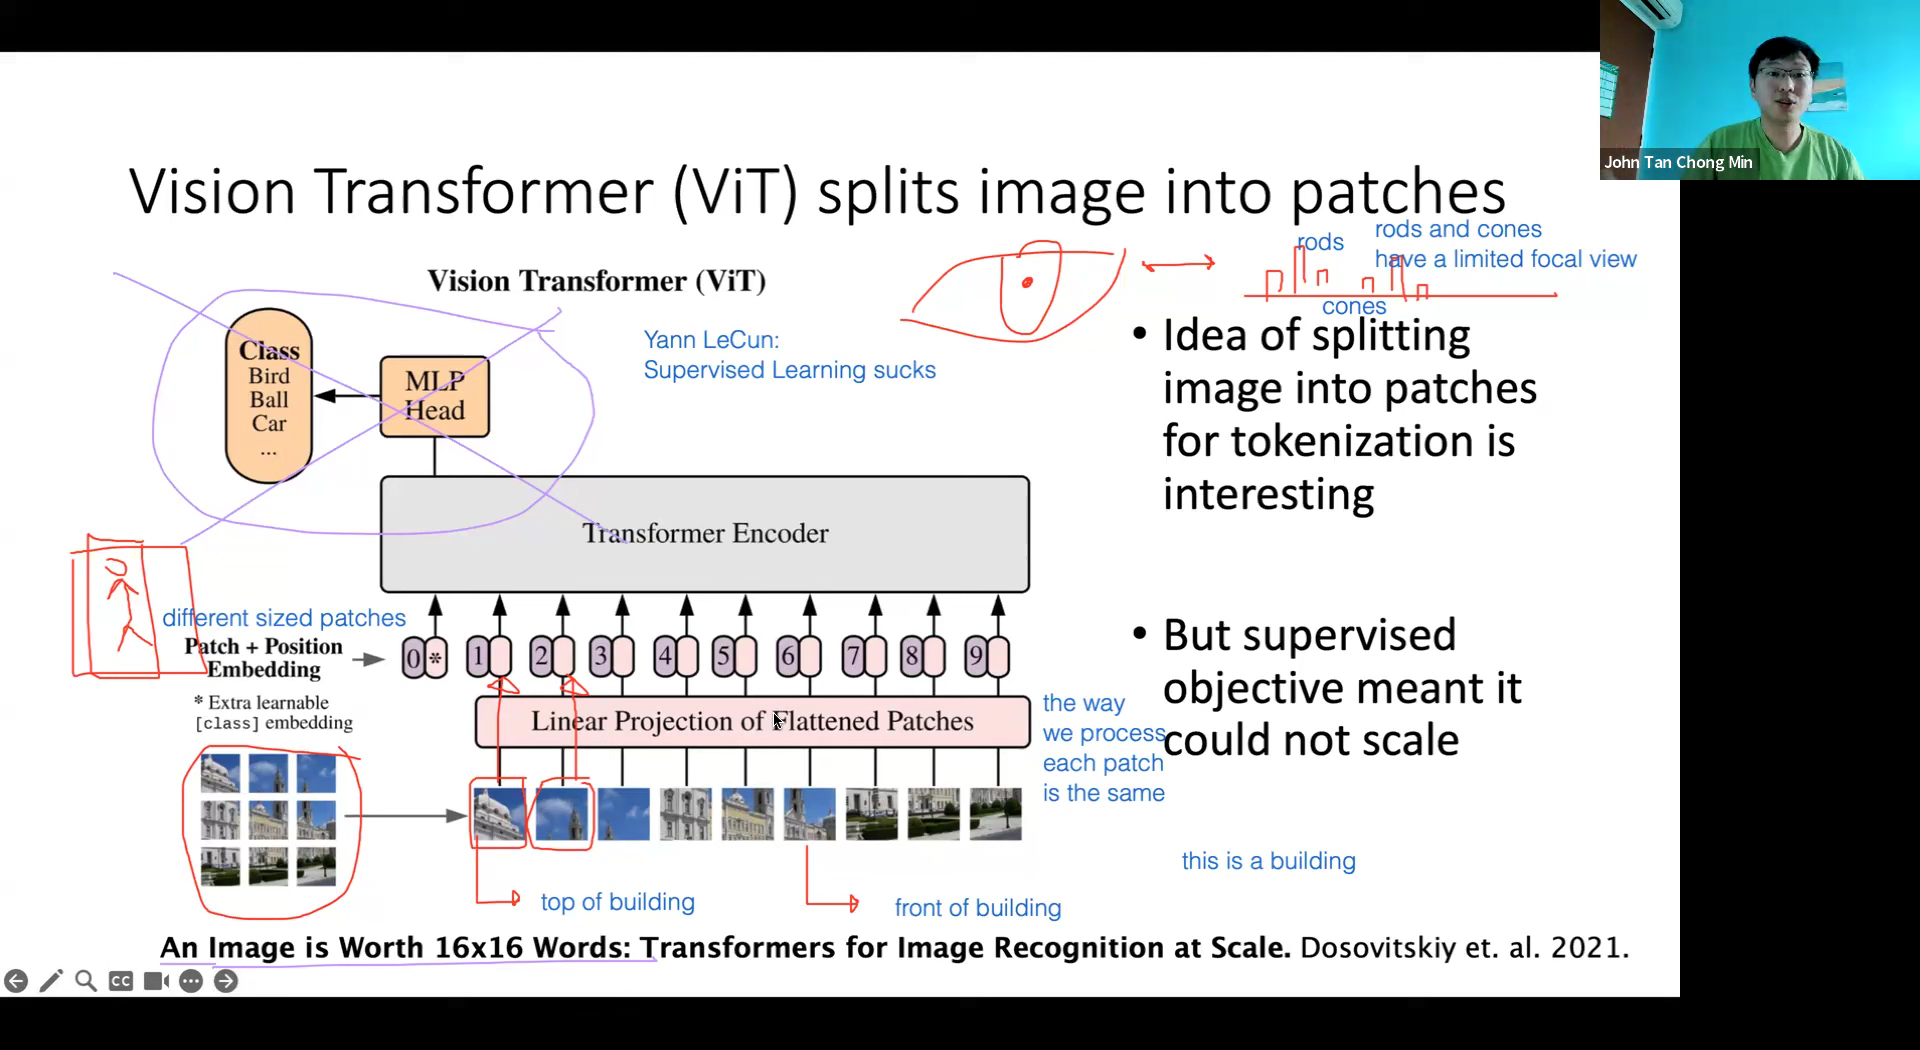 John Tan Chong Min
Vision Transformer (ViT) splits image into patches
rods
rods and cones
have a limited focal view
cones
Vision Transformer (ViT)
Yann LeCun:
Supervised Learning sucks
Class
Bird
Ball
Car
...
MLP
Head
Transformer Encoder
different sized patches
Patch + Position
Embedding
* Extra learnable
[class] embedding
0 * 1 2 3 4 5 6 7 8 9
Linear Projection of Flattened Patches
the way
we process
each patch
is the same
top of building
front of building
this is a building
• Idea of splitting
image into patches
for tokenization is
interesting
• But supervised
objective meant it
could not scale
An Image is Worth 16x16 Words: Transformers for Image Recognition at Scale. Dosovitskiy et. al. 2021.
CC